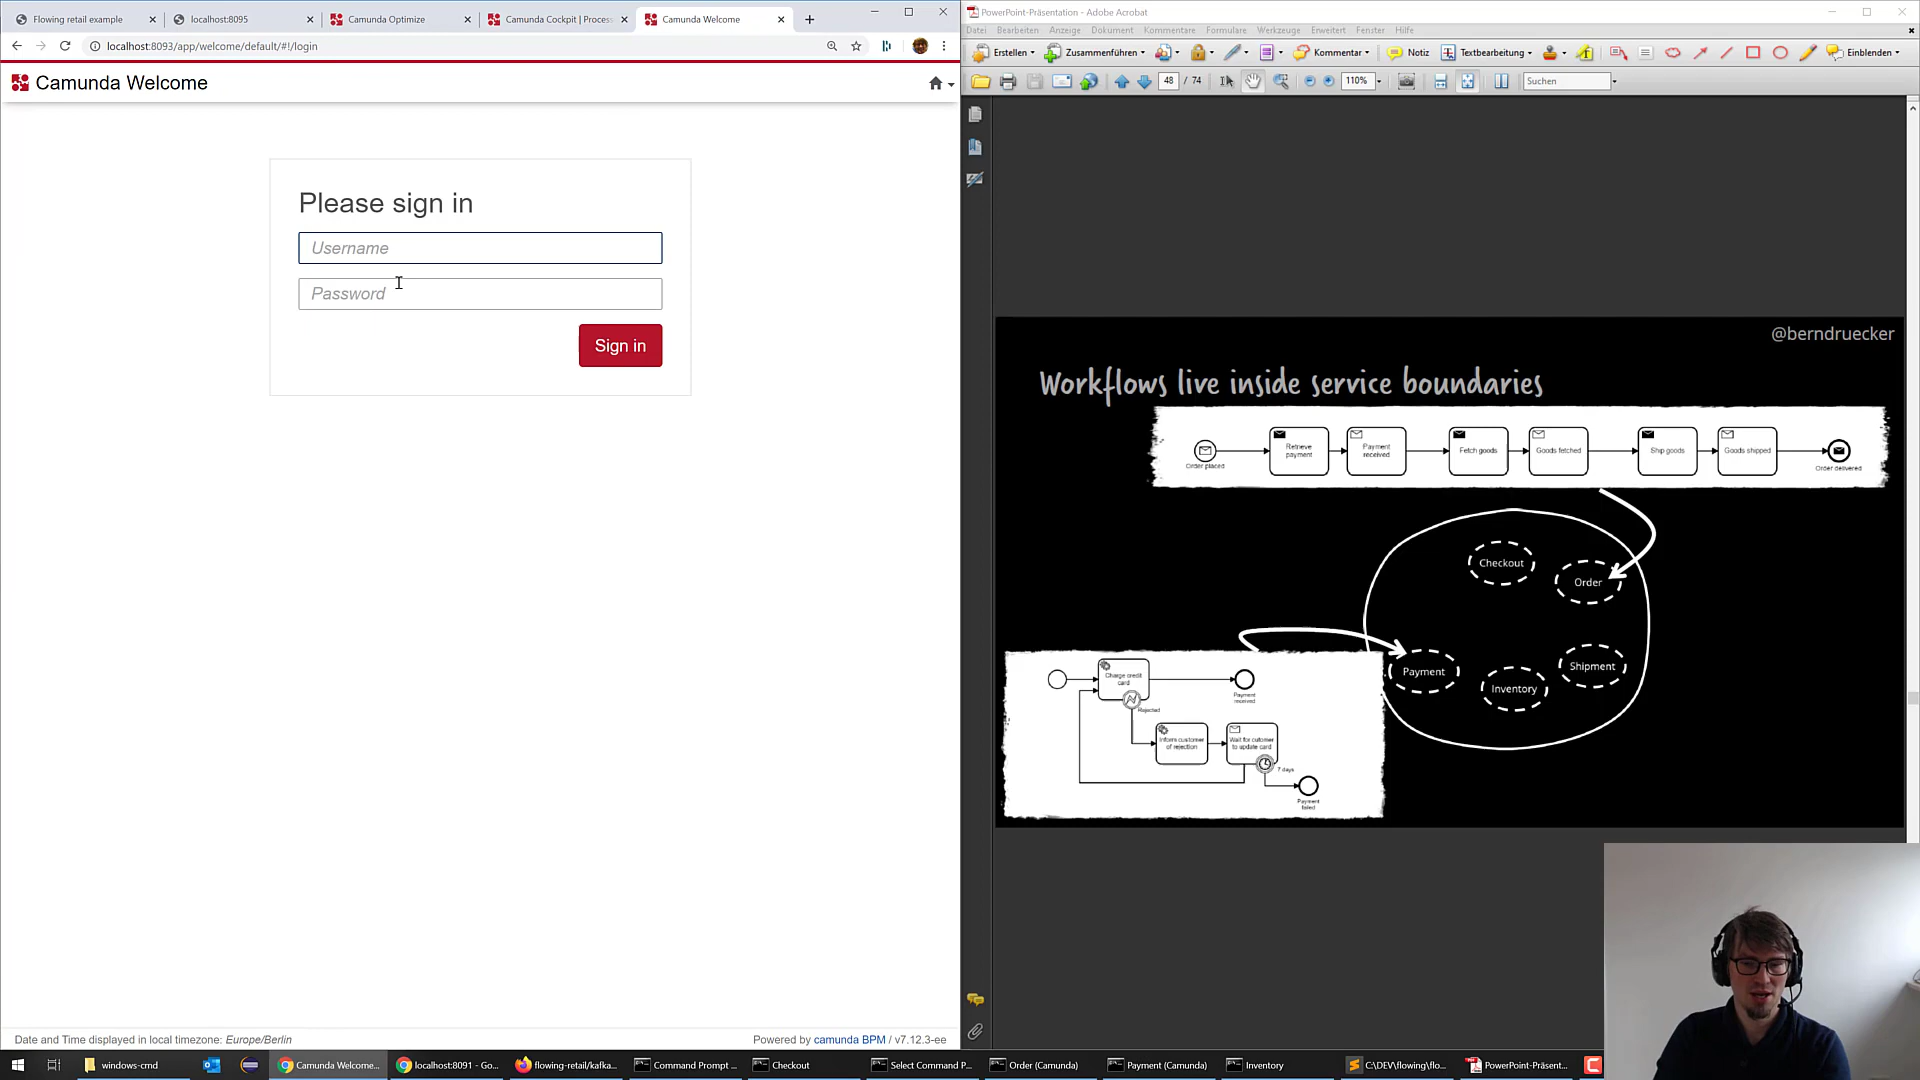 Flowing retail example
localhost:8095
Camunda Optimize
Camunda Cockpit | Process
Camunda Welcome
localhost:8093/app/welcome/default/#!/login
Camunda Welcome
Please sign in
Username
Password
Sign in
Date and Time displayed in local timezone: Europe/Berlin
Powered by camunda BPM / v7.12.3-ee
PowerPoint-Präsentation - Adobe Acrobat
Datei Bearbeiten Anzeige Dokument Kommentare Formulare Werkzeuge Erweitert Fenster Hilfe
Erstellen Zusammenführen Kommentar Notiz Textbearbeitung Einblenden
48 / 74 110% Suchen
@berndruecker
Workflows live inside service boundaries
Order placed
Retrieve payment
Payment received
Fetch goods
Goods fetched
Ship goods
Goods shipped
Order delivered
Checkout
Order
Payment
Inventory
Shipment
Charge credit card
Rejected
Payment received
Inform customer of rejection
Wait for cutomer to update card
7 days
Payment failed
windows-cmd
Camunda Welcome...
localhost:8091 - Go...
flowing-retail/kafka...
Command Prompt ...
Checkout
Select Command P...
Order (Camunda)
Payment (Camunda)
Inventory
C:\DEV\flowing\flo...
PowerPoint-Präsent...